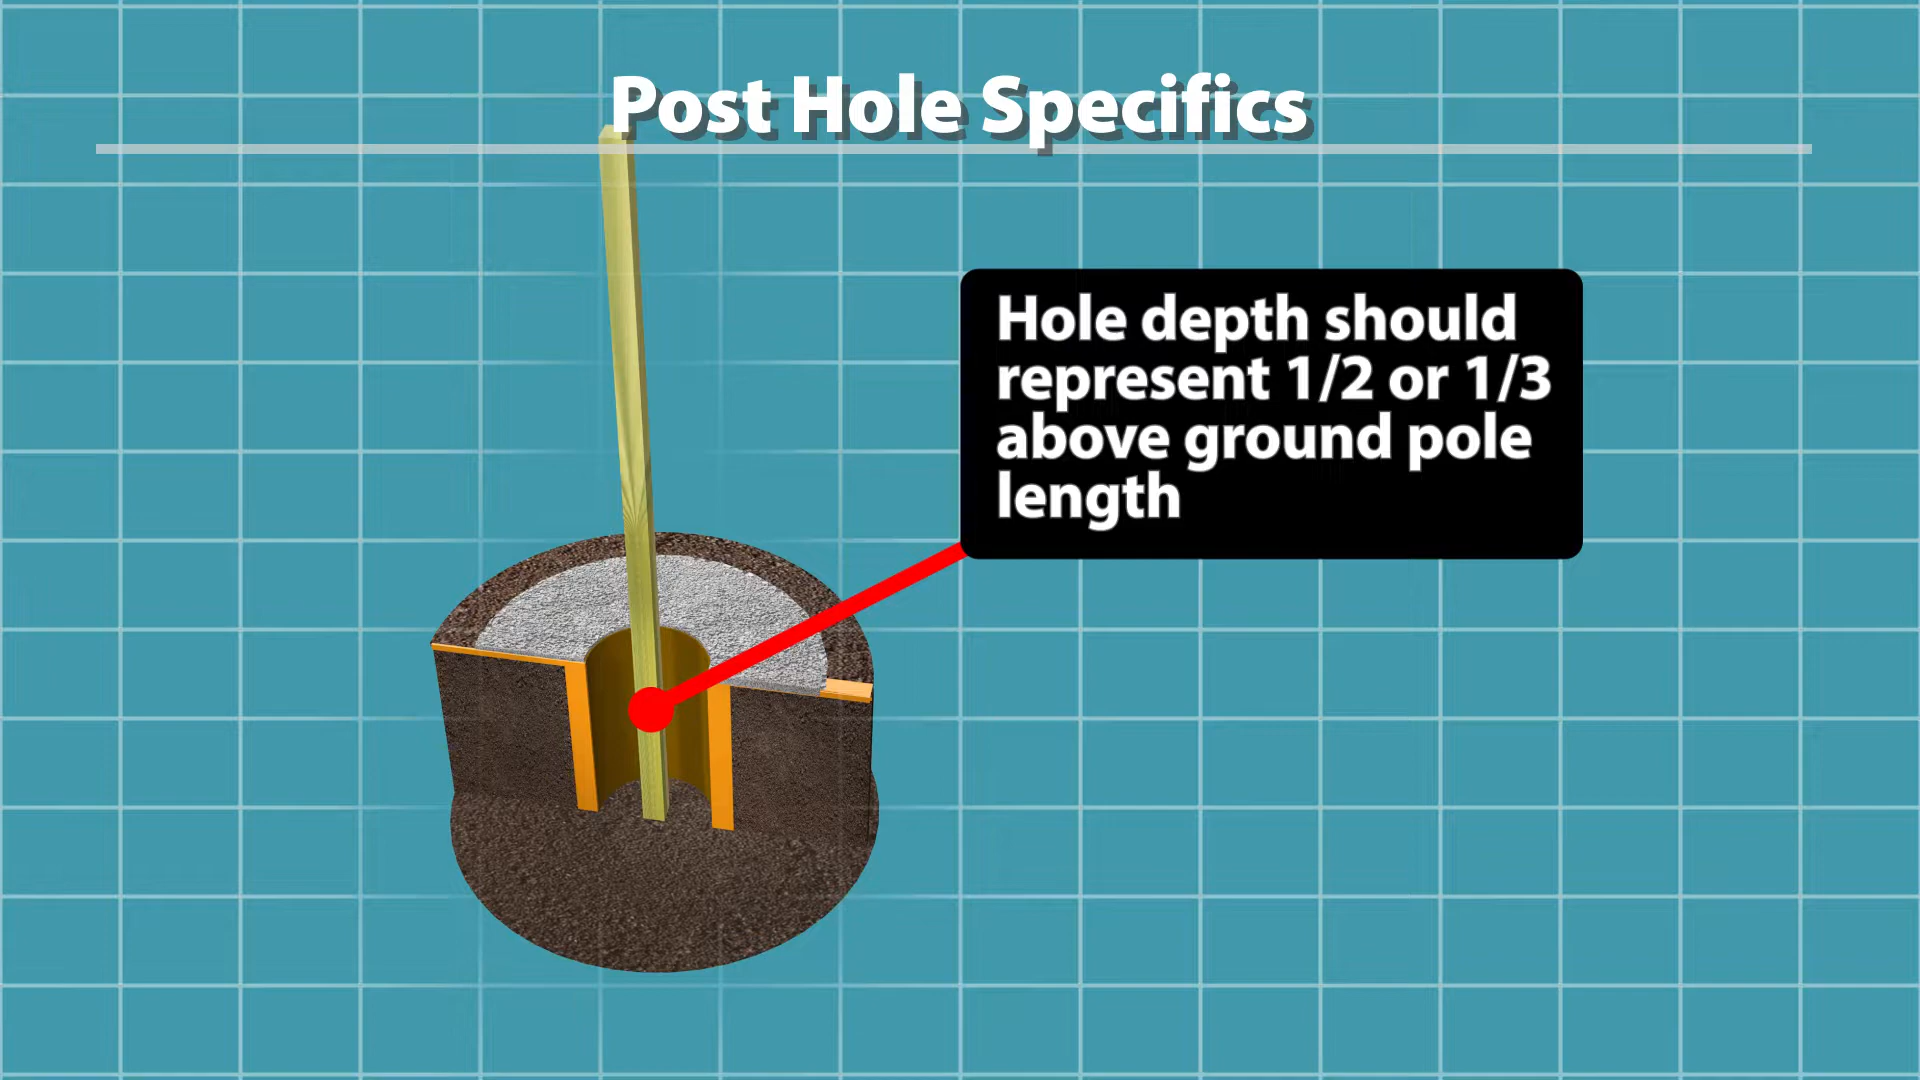 Post Hole Specifics
Hole depth should
represent 1/2 or 1/3
above ground pole
length